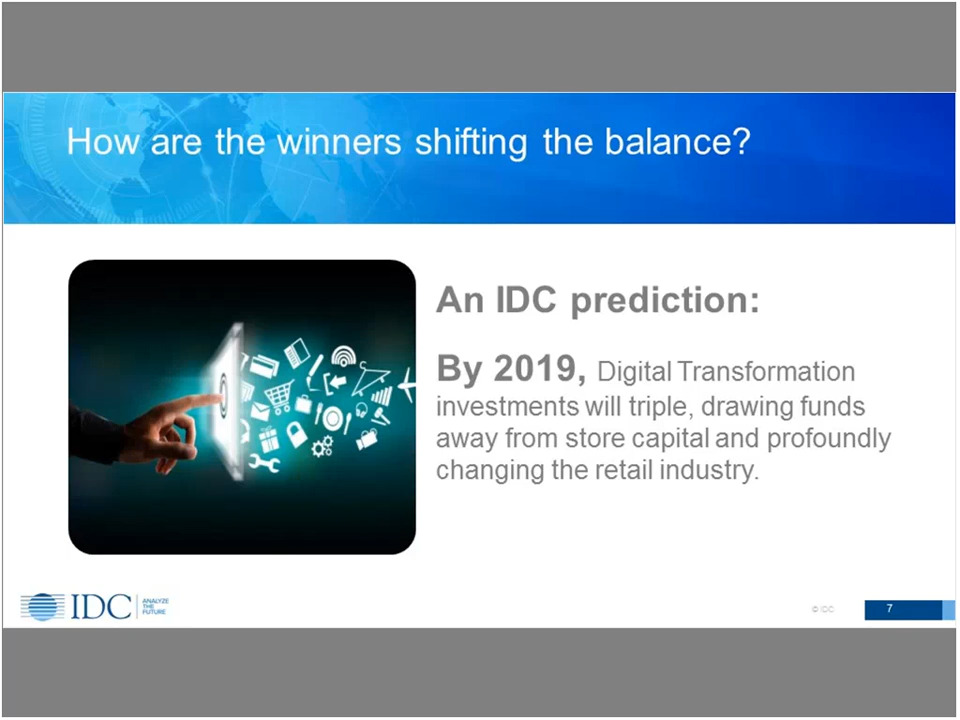 How are the winners shifting the balance?
An IDC prediction:
By 2019, Digital Transformation
investments will triple, drawing funds
away from store capital and profoundly
changing the retail industry.
IDC
ANALYZE
THE
FUTURE
© IDC
7